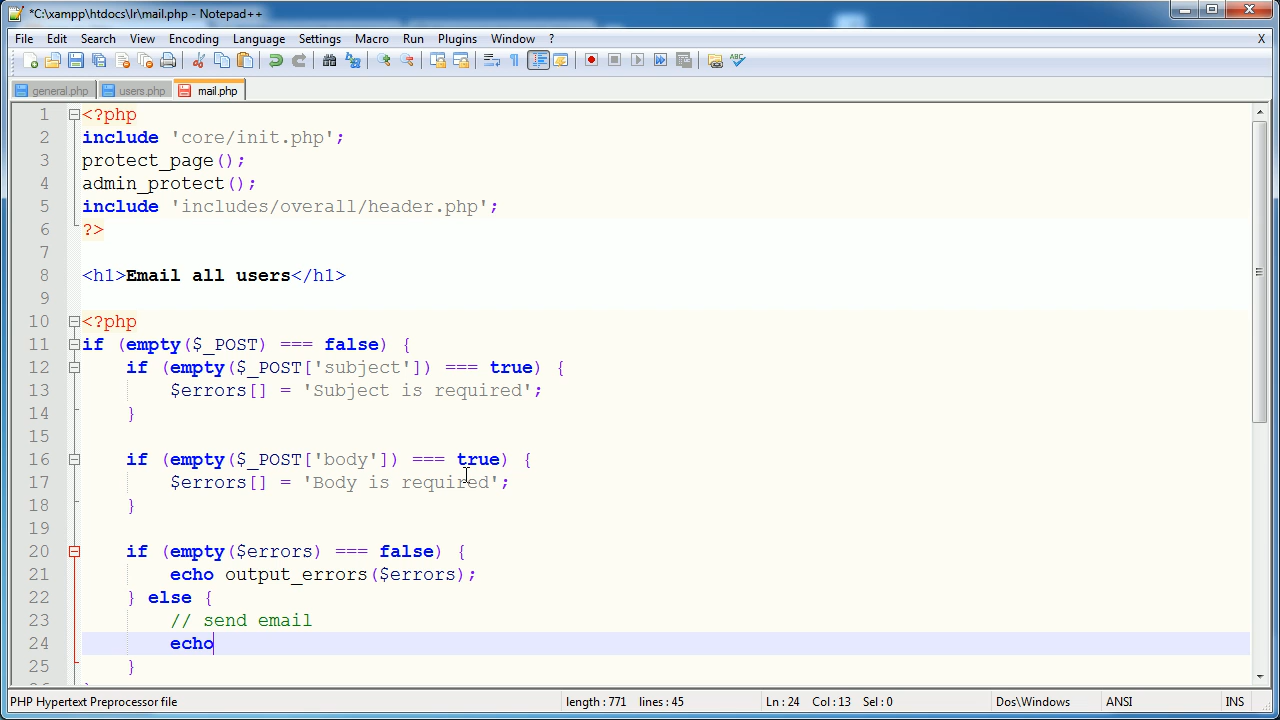 *C:\xampp\htdocs\lr\mail.php - Notepad++
File Edit Search View Encoding Language Settings Macro Run Plugins Window ? X
general.php users.php mail.php
1 <?php
2 include 'core/init.php';
3 protect_page();
4 admin_protect();
5 include 'includes/overall/header.php';
6 ?>
7
8 <h1>Email all users</h1>
9
10 <?php
11 if (empty($_POST) === false) {
12 if (empty($_POST['subject']) === true) {
13 $errors[] = 'Subject is required';
14 }
15
16 if (empty($_POST['body']) === true) {
17 $errors[] = 'Body is required';
18 }
19
20 if (empty($errors) === false) {
21 echo output_errors($errors);
22 } else {
23 // send email
24 echo
25 }
PHP Hypertext Preprocessor file length : 771 lines : 45 Ln : 24 Col : 13 Sel : 0 Dos\Windows ANSI INS